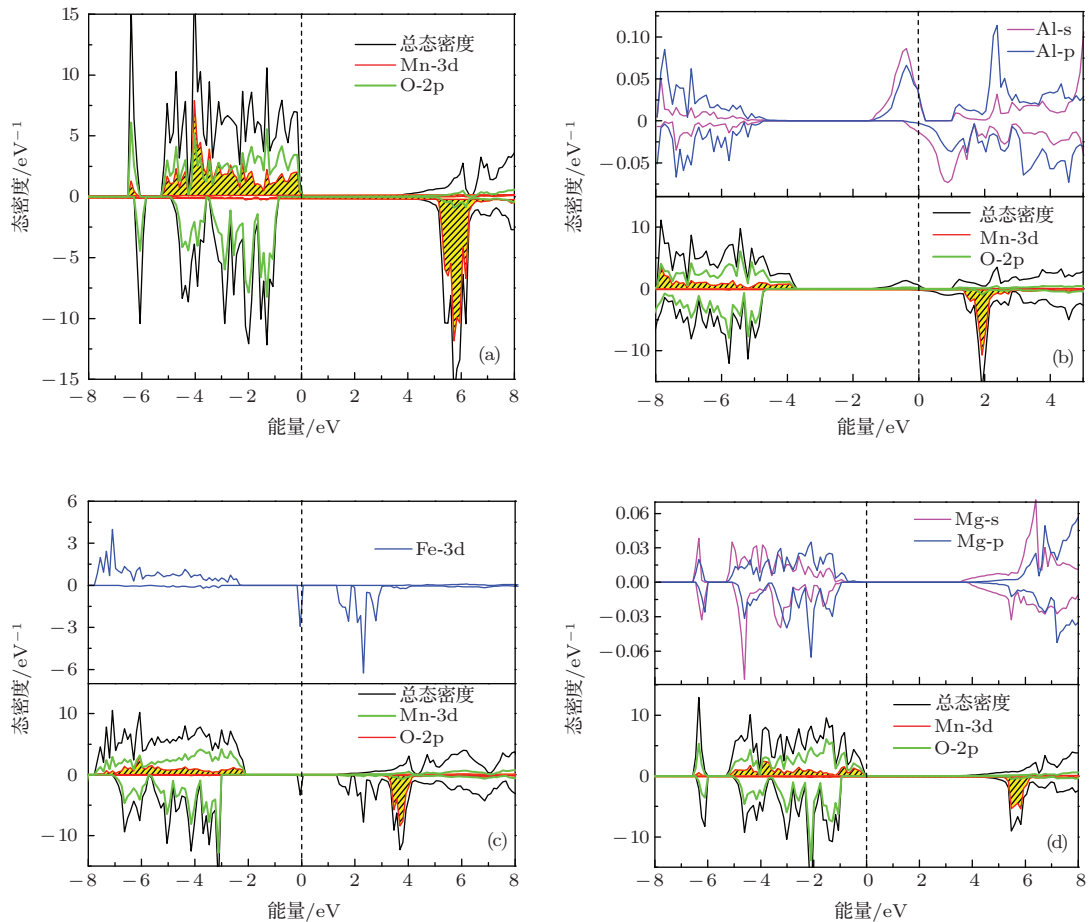 15
10
5
0
−5
−10
−15
态密度/eV⁻¹
总态密度
Mn-3d
O-2p
(a)
−8 −6 −4 −2 0 2 4 6 8
能量/eV
0.10
0.05
0
−0.05
Al-s
Al-p
10
0
−10
态密度/eV⁻¹
总态密度
Mn-3d
O-2p
(b)
−8 −6 −4 −2 0 2 4
能量/eV
6
3
0
−3
−6
Fe-3d
10
0
−10
态密度/eV⁻¹
总态密度
Mn-3d
O-2p
(c)
−8 −6 −4 −2 0 2 4 6 8
能量/eV
0.06
0.03
0.00
−0.03
−0.06
Mg-s
Mg-p
10
0
−10
态密度/eV⁻¹
总态密度
Mn-3d
O-2p
(d)
−8 −6 −4 −2 0 2 4 6 8
能量/eV